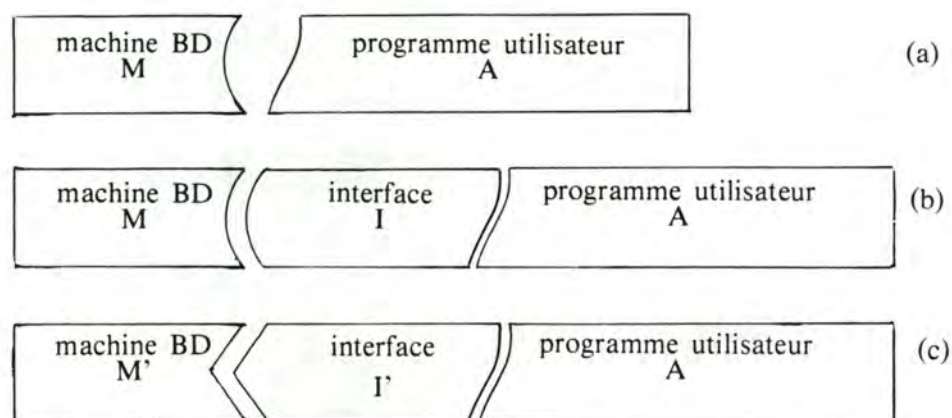 machine BD programme utilisateur (a)
M A
machine BD interface programme utilisateur (b)
M I A
machine BD interface programme utilisateur (c)
M' I' A